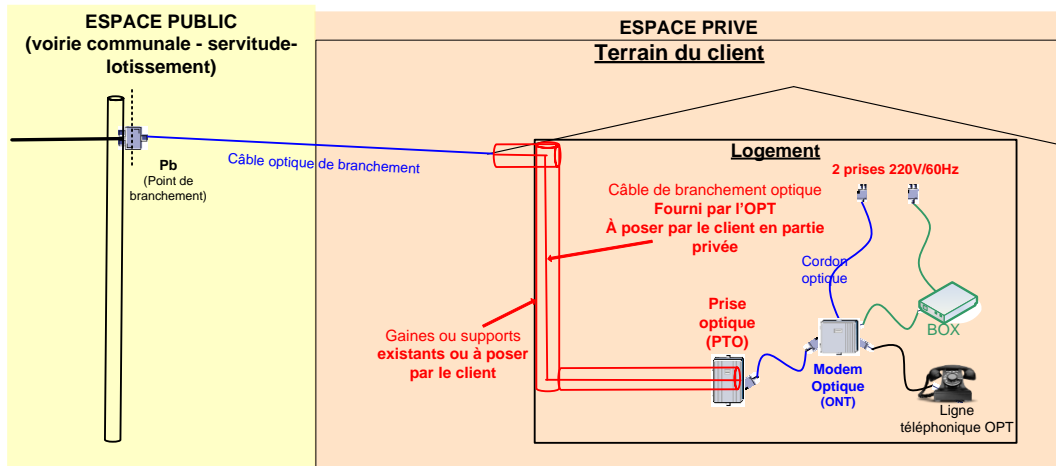 ESPACE PUBLIC
(voirie communale - servitude-
lotissement)
ESPACE PRIVE
Terrain du client
Pb
(Point de
branchement)
Câble optique de branchement
Logement
2 prises 220V/60Hz
Câble de branchement optique
Fourni par l'OPT
À poser par le client en partie
privée
Cordon
optique
Gaines ou supports
existants ou à poser
par le client
Prise
optique
(PTO)
BOX
Modem
Optique
(ONT)
Ligne
téléphonique OPT